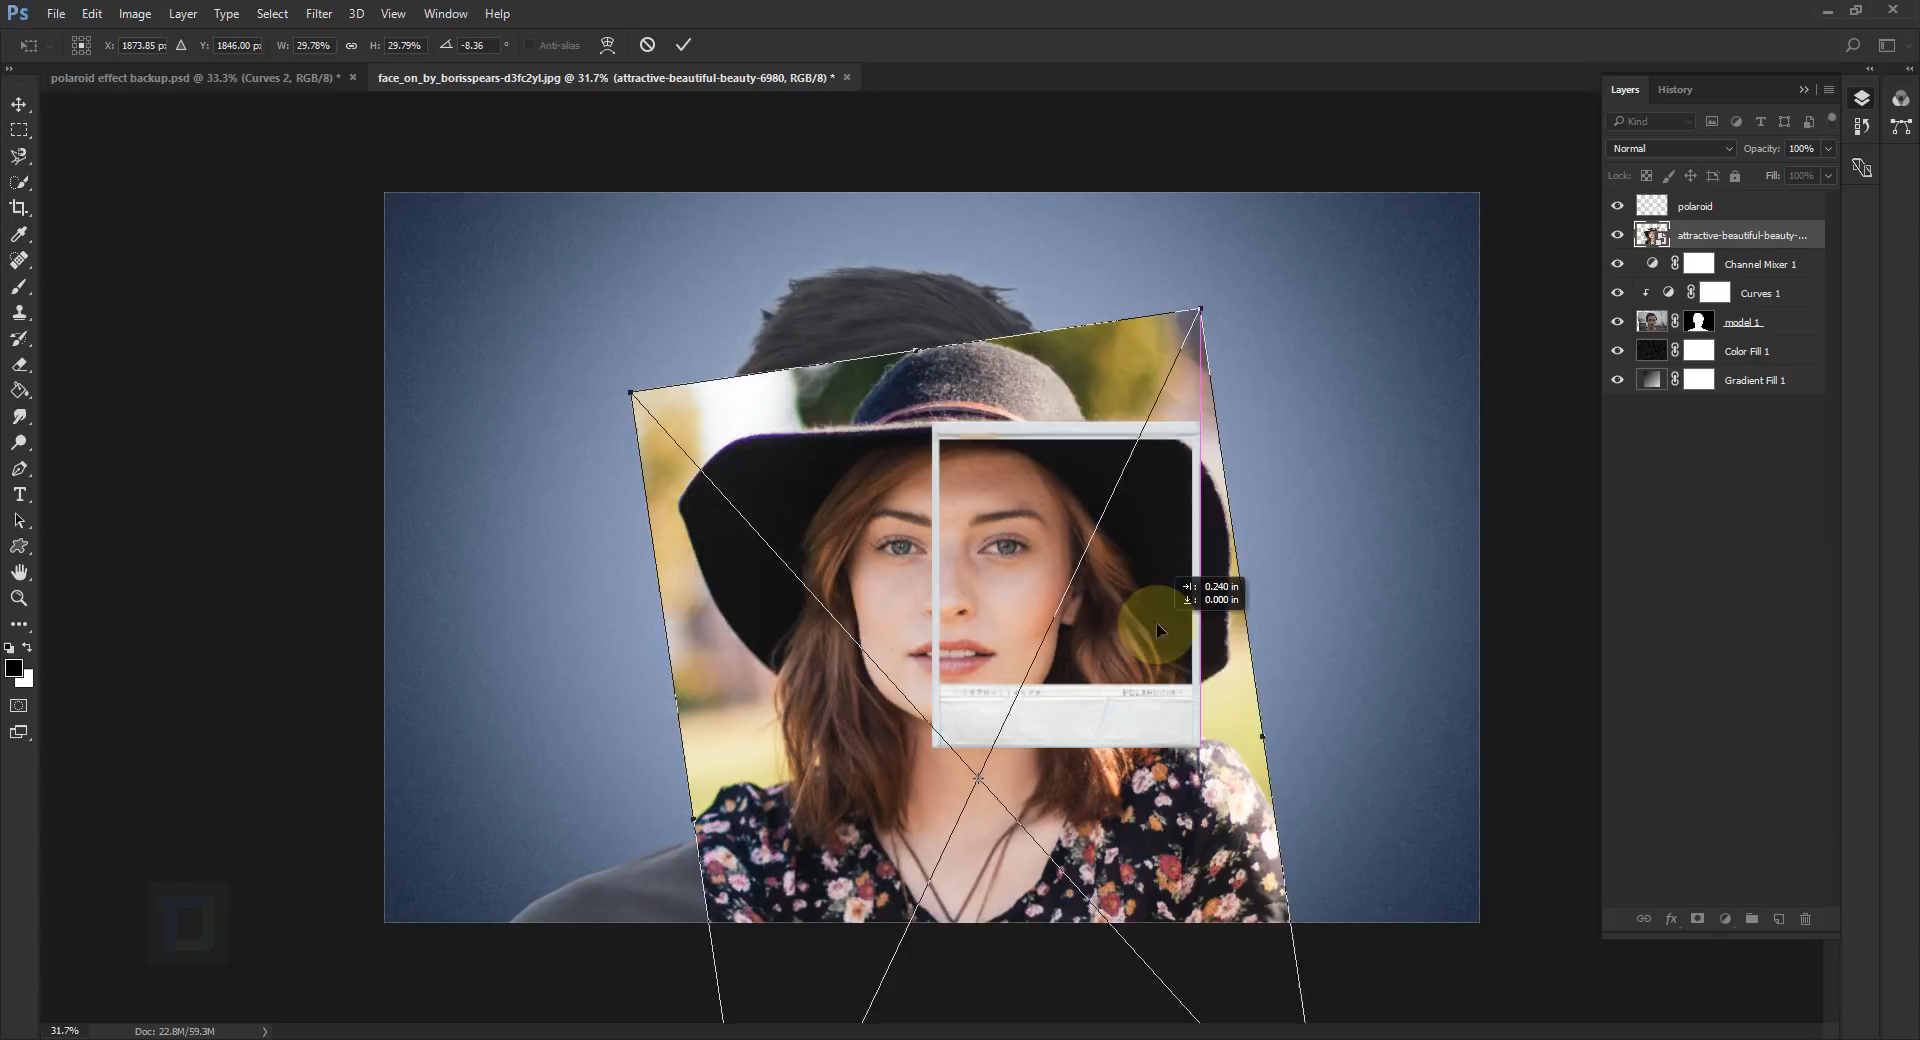 Ps File Edit Image Layer Type Select Filter 3D View Window Help
X: 1873.85 px Y: 1846.00 px W: 29.78% H: 29.79% -8.36 ° Anti-alias
polaroid effect backup.psd @ 33.3% (Curves 2, RGB/8) * × face_on_by_borisspears-d3fc2yl.jpg @ 31.7% (attractive-beautiful-beauty-6980, RGB/8) * ×
Layers History
Kind
Normal Opacity: 100%
Lock: Fill: 100%
polaroid
attractive-beautiful-beauty-...
Channel Mixer 1
Curves 1
model 1
Color Fill 1
Gradient Fill 1
0.240 in
0.000 in
31.7% Doc: 22.8M/59.3M